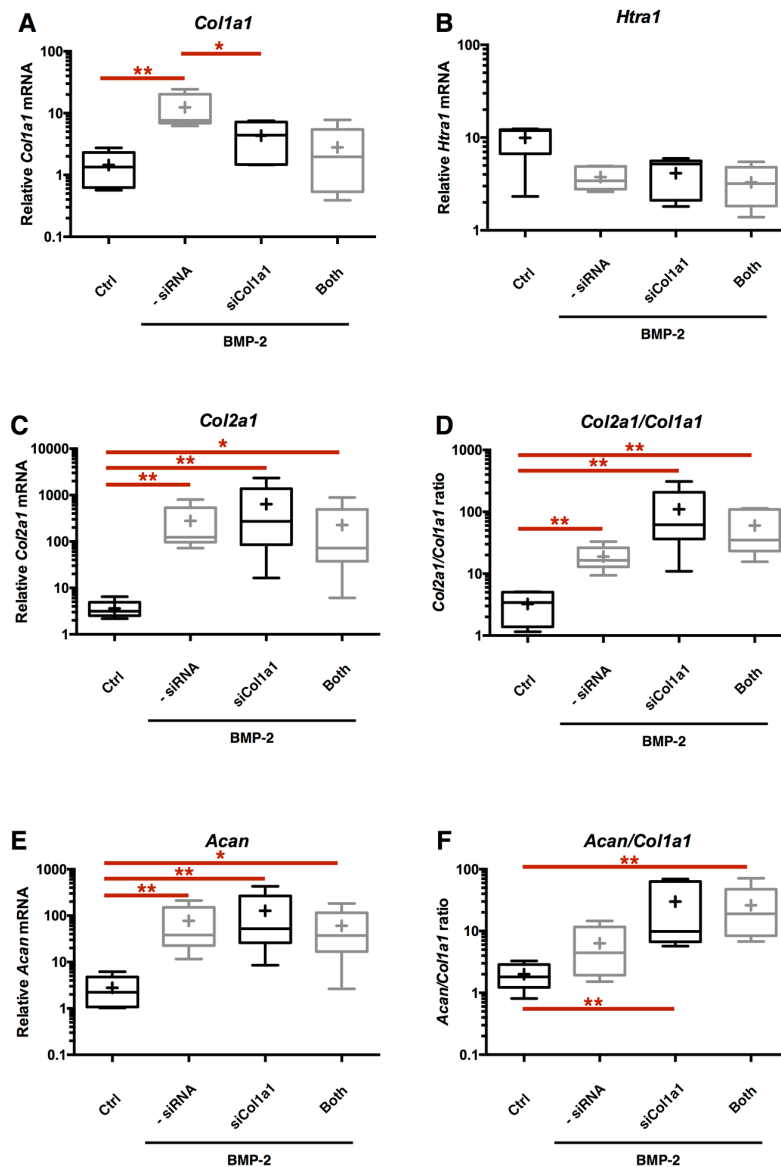 A
Col1a1
Relative Col1a1 mRNA
100
10
1
0.1
**
*
Ctrl
- siRNA
siCol1a1
Both
BMP-2
B
Htra1
Relative Htra1 mRNA
100
10
1
Ctrl
- siRNA
siCol1a1
Both
BMP-2
C
Col2a1
Relative Col2a1 mRNA
10000
1000
100
10
1
*
**
**
Ctrl
- siRNA
siCol1a1
Both
BMP-2
D
Col2a1/Col1a1
Col2a1/Col1a1 ratio
1000
100
10
1
**
**
**
Ctrl
- siRNA
siCol1a1
Both
BMP-2
E
Acan
Relative Acan mRNA
1000
100
10
1
0.1
*
**
**
Ctrl
- siRNA
siCol1a1
Both
BMP-2
F
Acan/Col1a1
Acan/Col1a1 ratio
100
10
1
0.1
**
**
Ctrl
- siRNA
siCol1a1
Both
BMP-2